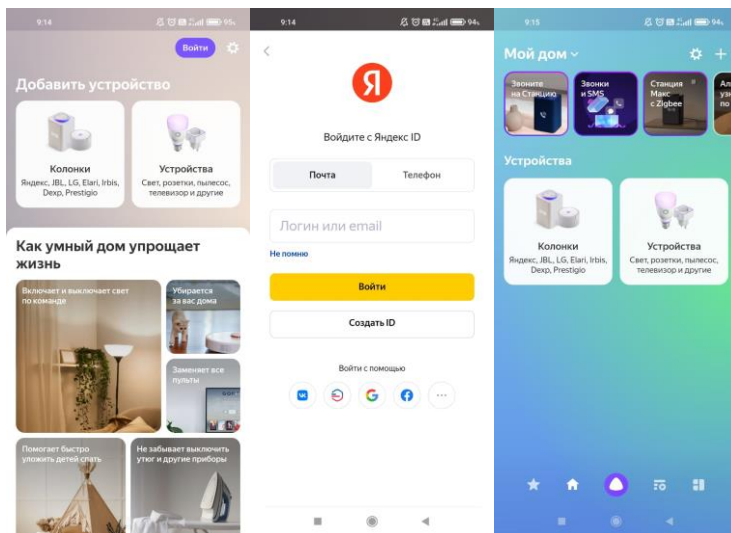 9:14
95%
Войти
Добавить устройство
Колонки
Яндекс, JBL, LG, Elari, Irbis,
Dexp, Prestigio
Устройства
Свет, розетки, пылесос,
телевизор и другие
Как умный дом упрощает
жизнь
Включает и выключает свет
по команде
Убирается
за вас дома
Заменяет все
пульты
Помогает быстро
уложить детей спать
Не забывает выключить
утюг и другие приборы
9:14
94%
Я
Войдите с Яндекс ID
Почта
Телефон
Логин или email
Не помню
Войти
Создать ID
Войти с помощью
9:15
94%
Мой дом
Звоните
на Станцию
Звонки
и SMS
Станция
Макс
с Zigbee
Устройства
Колонки
Яндекс, JBL, LG, Elari, Irbis,
Dexp, Prestigio
Устройства
Свет, розетки, пылесос,
телевизор и другие